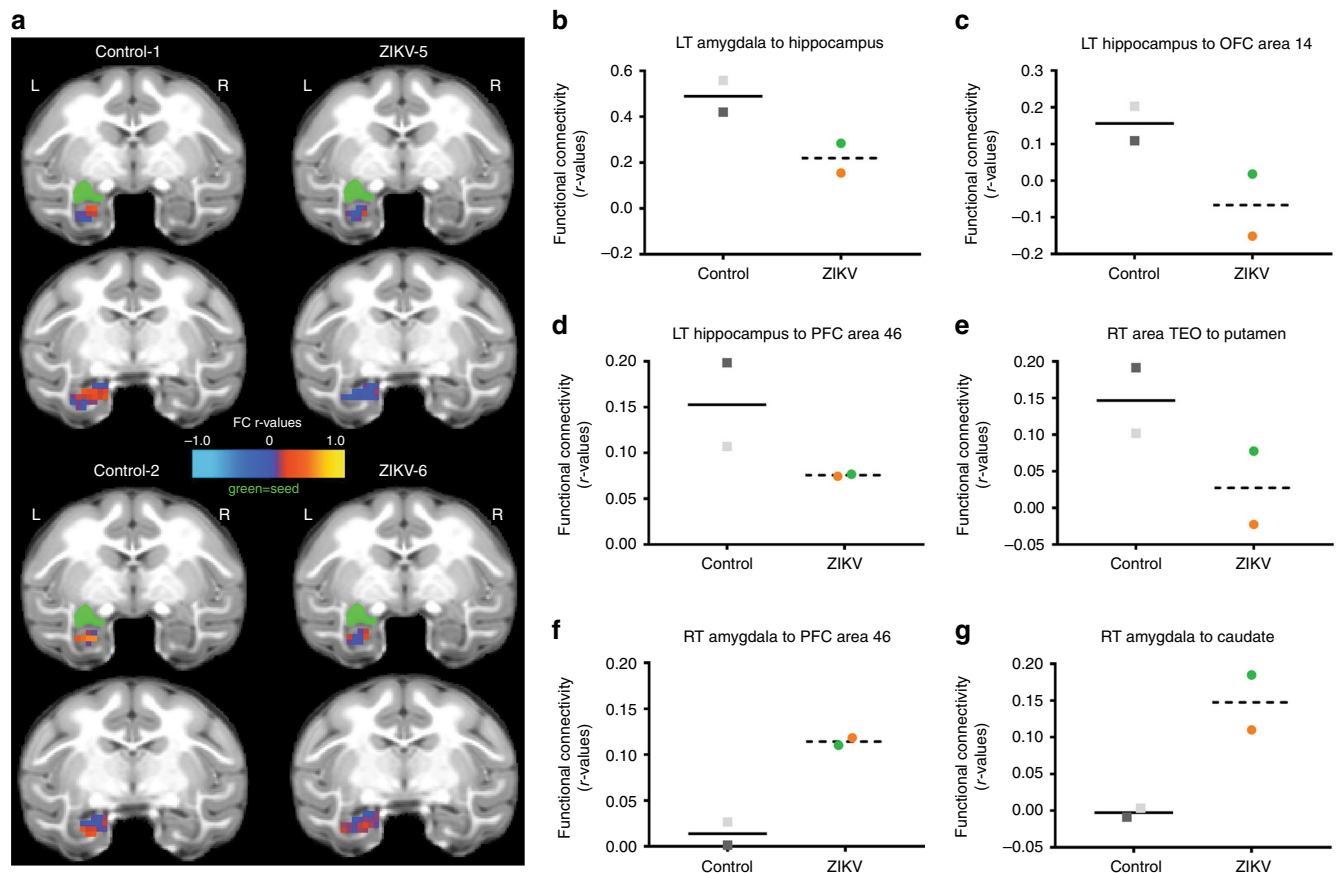 a
Control-1
ZIKV-5
L
R
L
R
FC r-values
–1.0
0
1.0
green=seed
Control-2
ZIKV-6
L
R
L
R
b
LT amygdala to hippocampus
Functional connectivity
(r-values)
0.6
0.4
0.2
0.0
–0.2
Control
ZIKV
c
LT hippocampus to OFC area 14
Functional connectivity
(r-values)
0.3
0.2
0.1
0.0
–0.1
–0.2
Control
ZIKV
d
LT hippocampus to PFC area 46
Functional connectivity
(r-values)
0.20
0.15
0.10
0.05
0.00
Control
ZIKV
e
RT area TEO to putamen
Functional connectivity
(r-values)
0.20
0.15
0.10
0.05
0.00
–0.05
Control
ZIKV
f
RT amygdala to PFC area 46
Functional connectivity
(r-values)
0.20
0.15
0.10
0.05
0.00
Control
ZIKV
g
RT amygdala to caudate
Functional connectivity
(r-values)
0.20
0.15
0.10
0.05
0.00
–0.05
Control
ZIKV